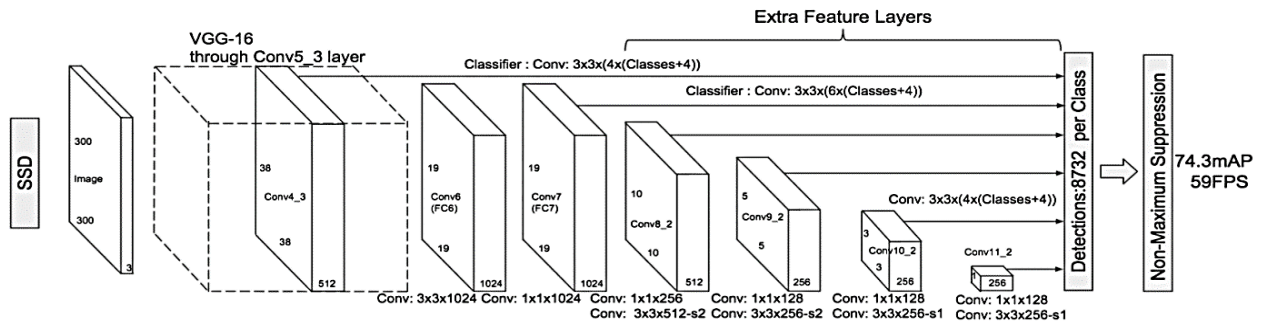 Extra Feature Layers
VGG-16
through Conv5_3 layer
Classifier : Conv: 3x3x(4x(Classes+4))
Classifier : Conv: 3x3x(6x(Classes+4))
SSD
300
Image
300
3
38
Conv4_3
38
512
19
Conv6
(FC6)
19
1024
19
Conv7
(FC7)
19
1024
10
Conv8_2
10
512
5
Conv9_2
5
256
Conv: 3x3x(4x(Classes+4))
3
Conv10_2
3
256
Conv11_2
1
256
Detections:8732 per Class
Non-Maximum Suppression
74.3mAP
59FPS
Conv: 3x3x1024
Conv: 1x1x1024
Conv: 1x1x256
Conv: 3x3x512-s2
Conv: 1x1x128
Conv: 3x3x256-s2
Conv: 1x1x128
Conv: 3x3x256-s1
Conv: 1x1x128
Conv: 3x3x256-s1